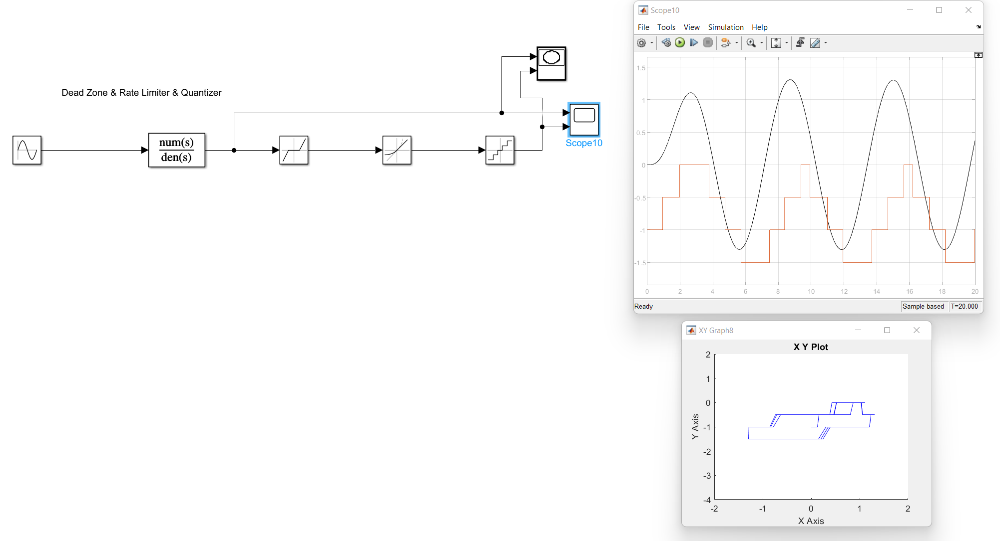 Dead Zone & Rate Limiter & Quantizer
num(s)
den(s)
Scope10
Scope10
File Tools View Simulation Help
1.5
1
0.5
0
-0.5
-1
-1.5
0 2 4 6 8 10 12 14 16 18 20
Ready Sample based T=20.000
XY Graph8
X Y Plot
2
1
0
-1
-2
-3
-4
Y Axis
-2 -1 0 1 2
X Axis